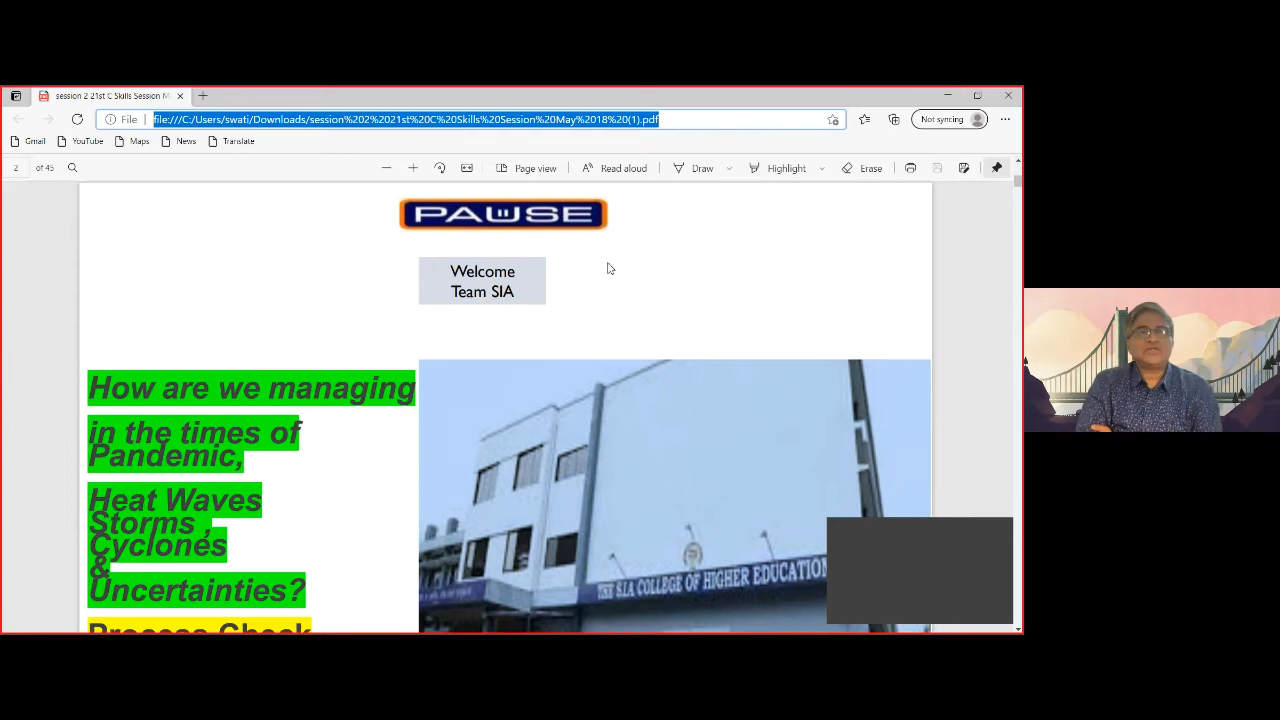 session 2 21st C Skills Session M
File
file:///C:/Users/swati/Downloads/session%202%2021st%20C%20Skills%20Session%20May%2018%20(1).pdf
Not syncing
Gmail YouTube Maps News Translate
2 of 45 Page view Read aloud Draw Highlight Erase
PAUSE
Welcome
Team SIA
How are we managing
in the times of
Pandemic,
Heat Waves
Storms ,
Cyclones
&
Uncertainties?
Process Check
THE S.I.A COLLEGE OF HIGHER EDUCATION